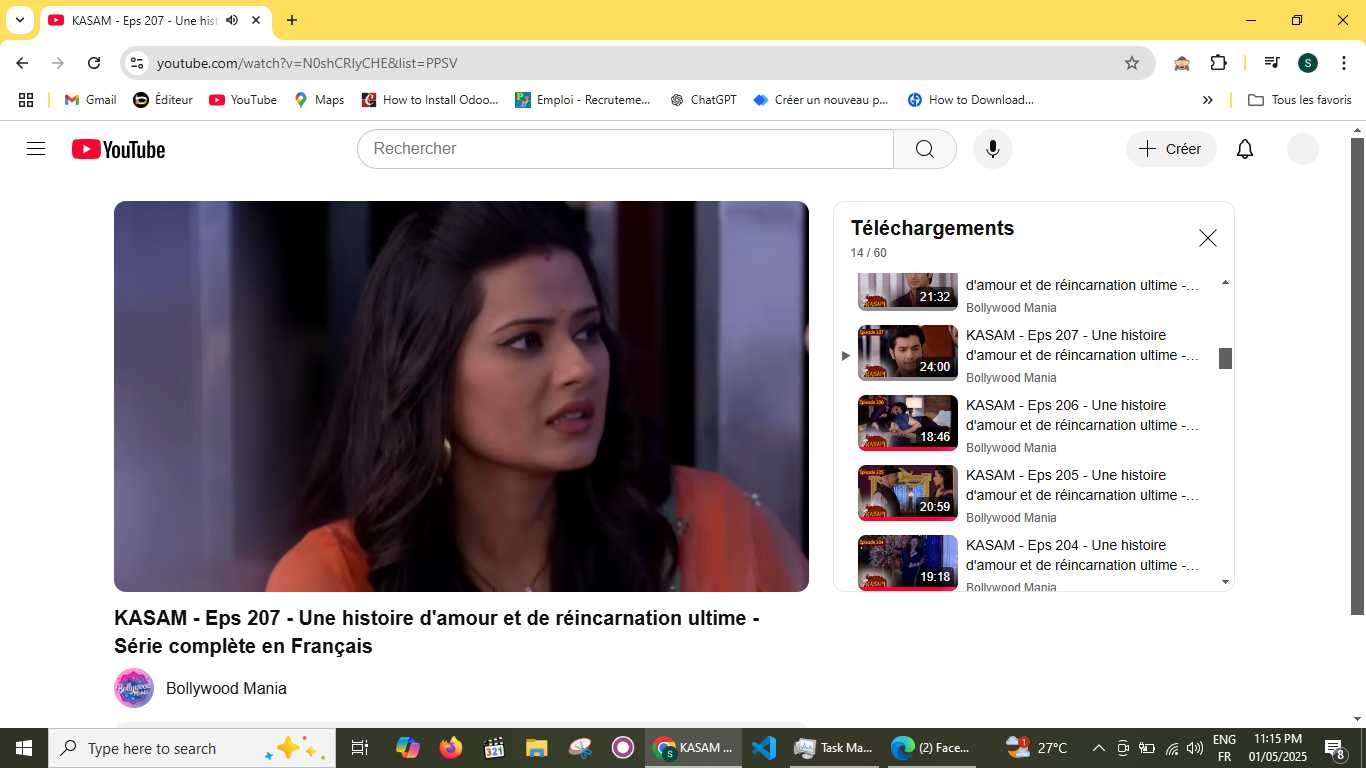 KASAM - Eps 207 - Une hist
youtube.com/watch?v=N0shCRIyCHE&list=PPSV
S
Gmail
Éditeur
YouTube
Maps
How to Install Odoo...
Emploi - Recruteme...
ChatGPT
Créer un nouveau p...
How to Download...
Tous les favoris
YouTube
Rechercher
Créer
Téléchargements
14 / 60
21:32
d'amour et de réincarnation ultime -...
Bollywood Mania
KASAM - Eps 207 - Une histoire
d'amour et de réincarnation ultime -...
24:00
Bollywood Mania
KASAM - Eps 206 - Une histoire
d'amour et de réincarnation ultime -...
18:46
Bollywood Mania
KASAM - Eps 205 - Une histoire
d'amour et de réincarnation ultime -...
20:59
Bollywood Mania
KASAM - Eps 204 - Une histoire
d'amour et de réincarnation ultime -...
19:18
Bollywood Mania
KASAM - Eps 207 - Une histoire d'amour et de réincarnation ultime -
Série complète en Français
Bollywood Mania
Type here to search
KASAM ...
Task Ma...
(2) Face...
27°C
ENG
FR
11:15 PM
01/05/2025
8